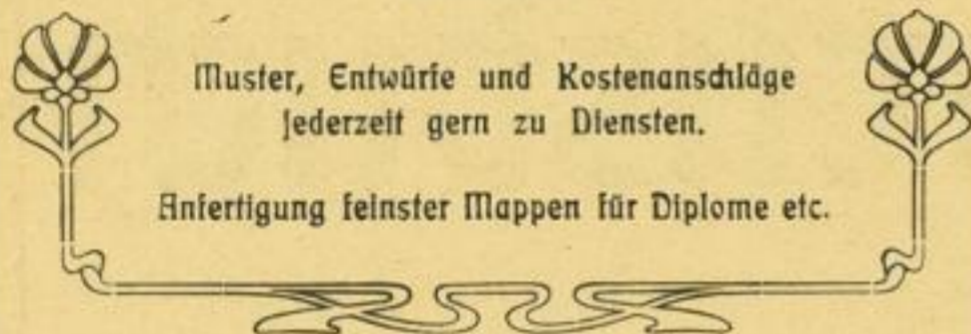 Muster, Entwürfe und Kostenanschläge
jederzeit gern zu Diensten.
Anfertigung feinster Mappen für Diplome etc.